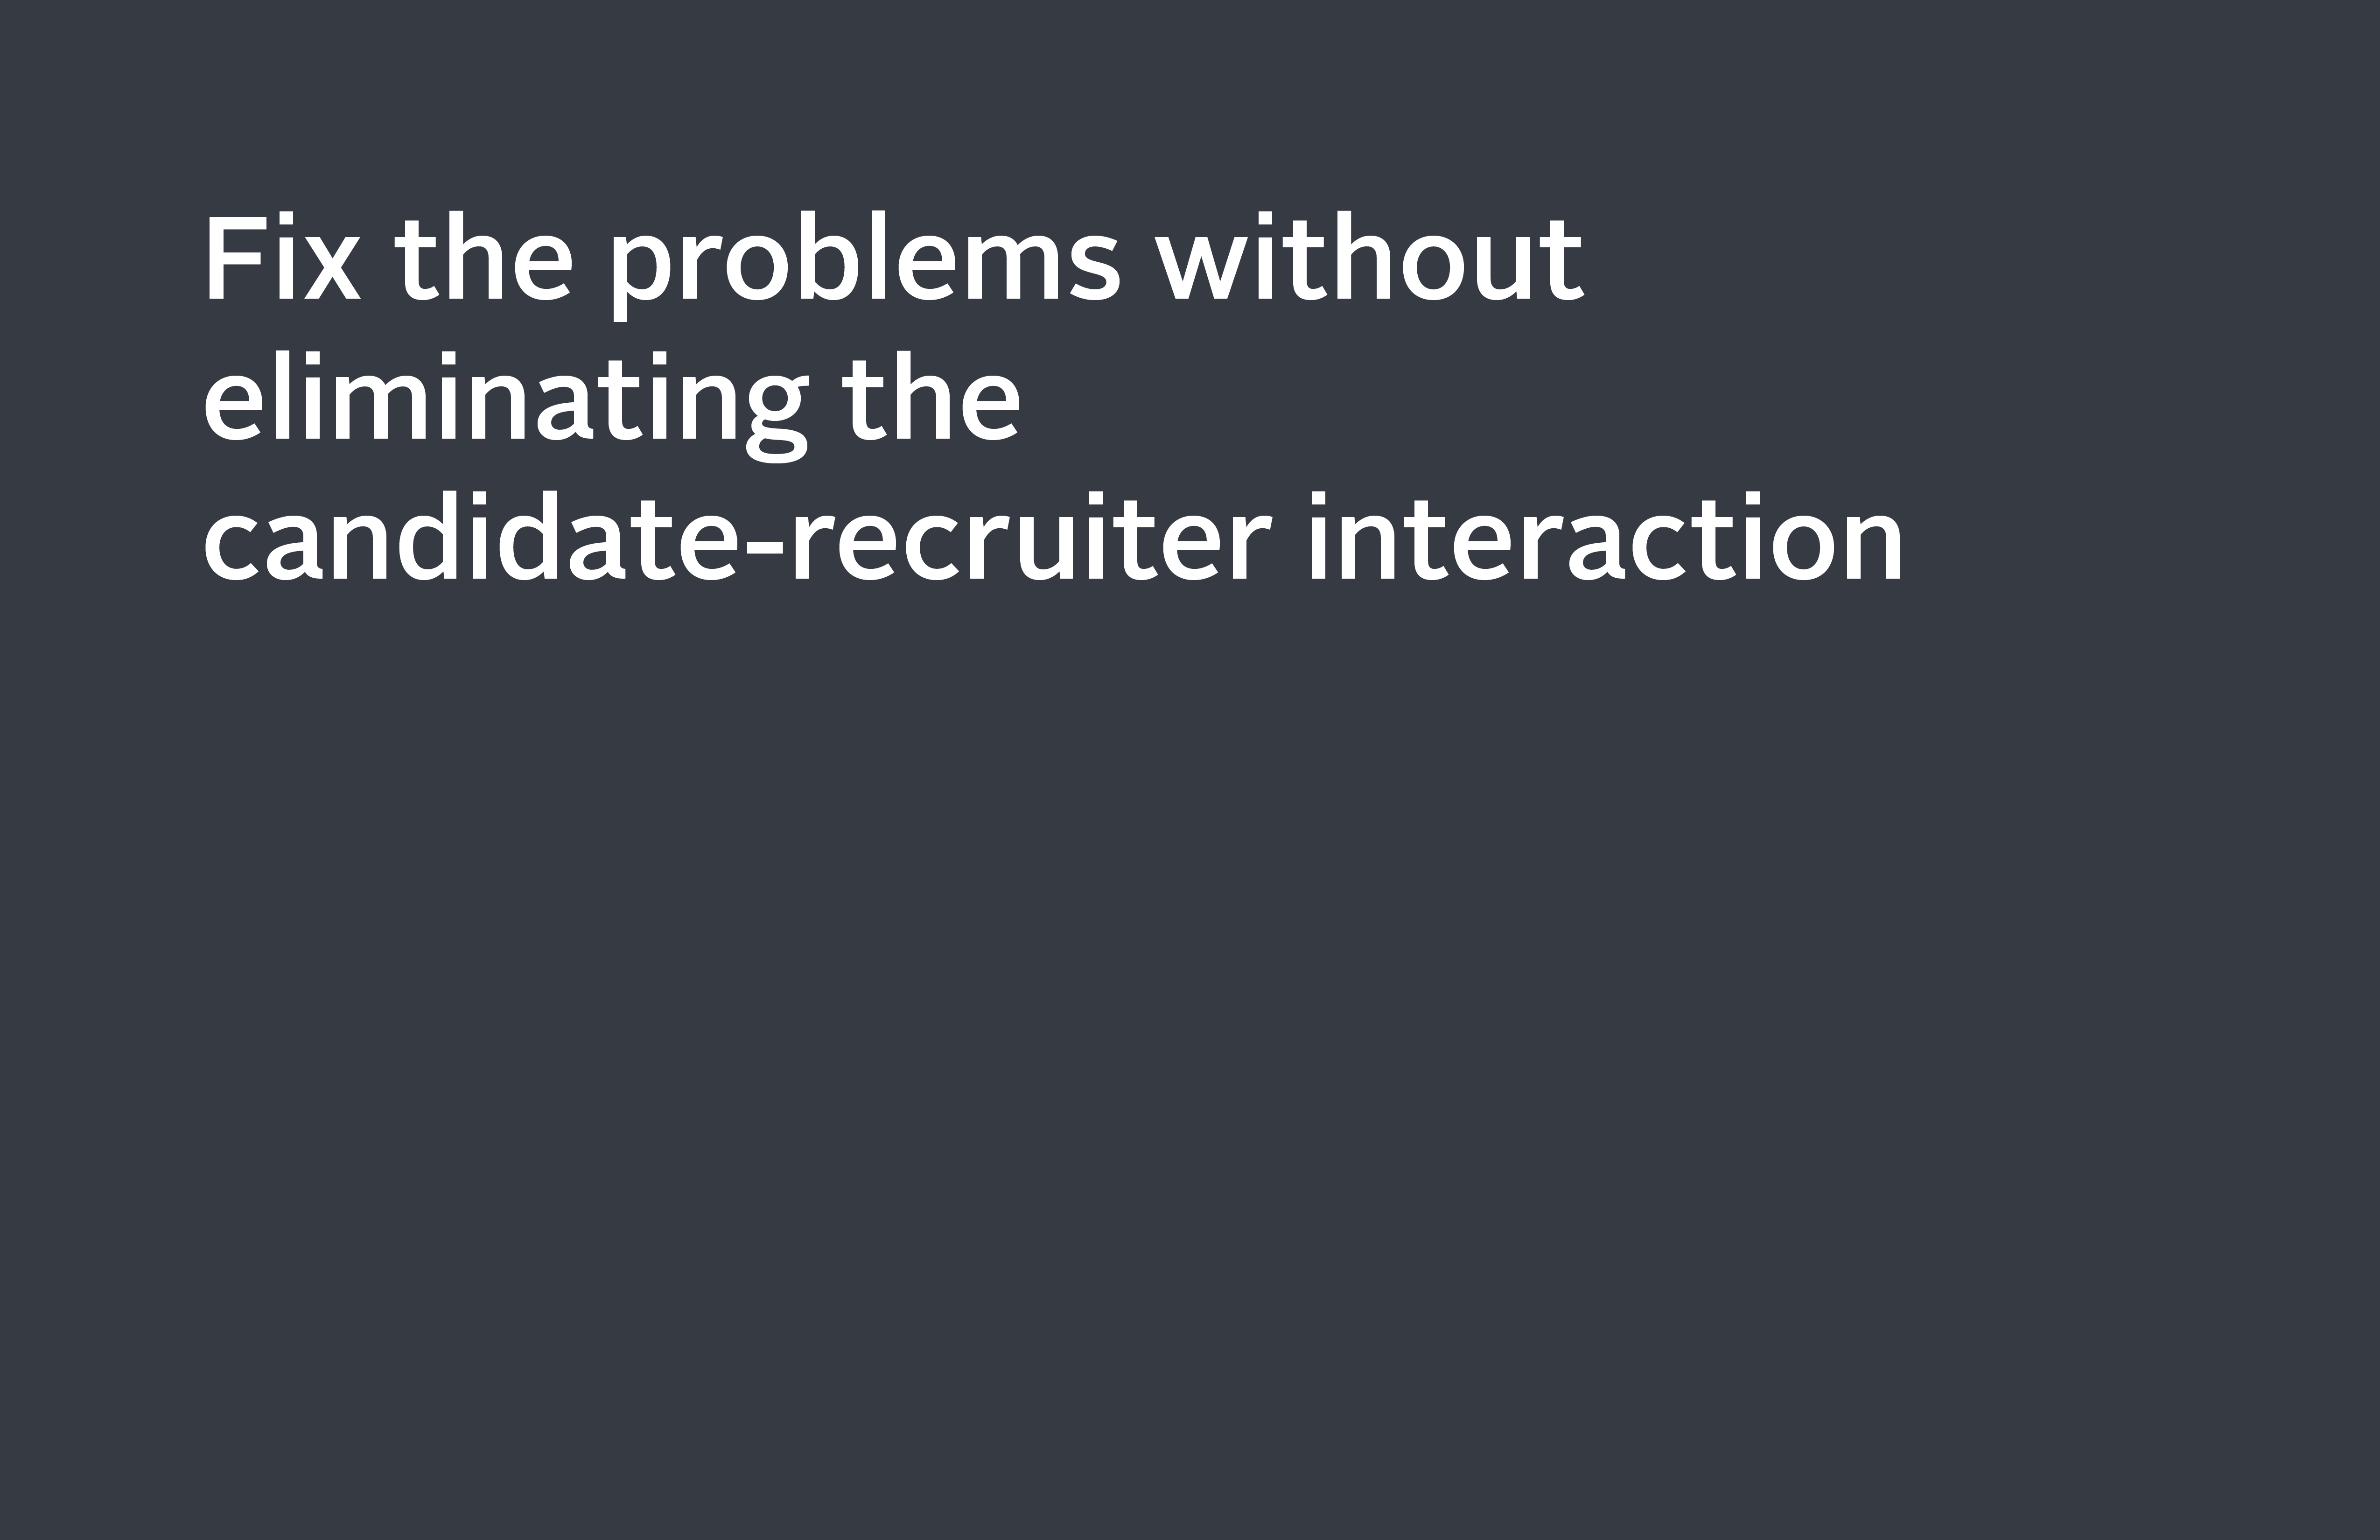 Fix the problems without
eliminating the
candidate-recruiter interaction